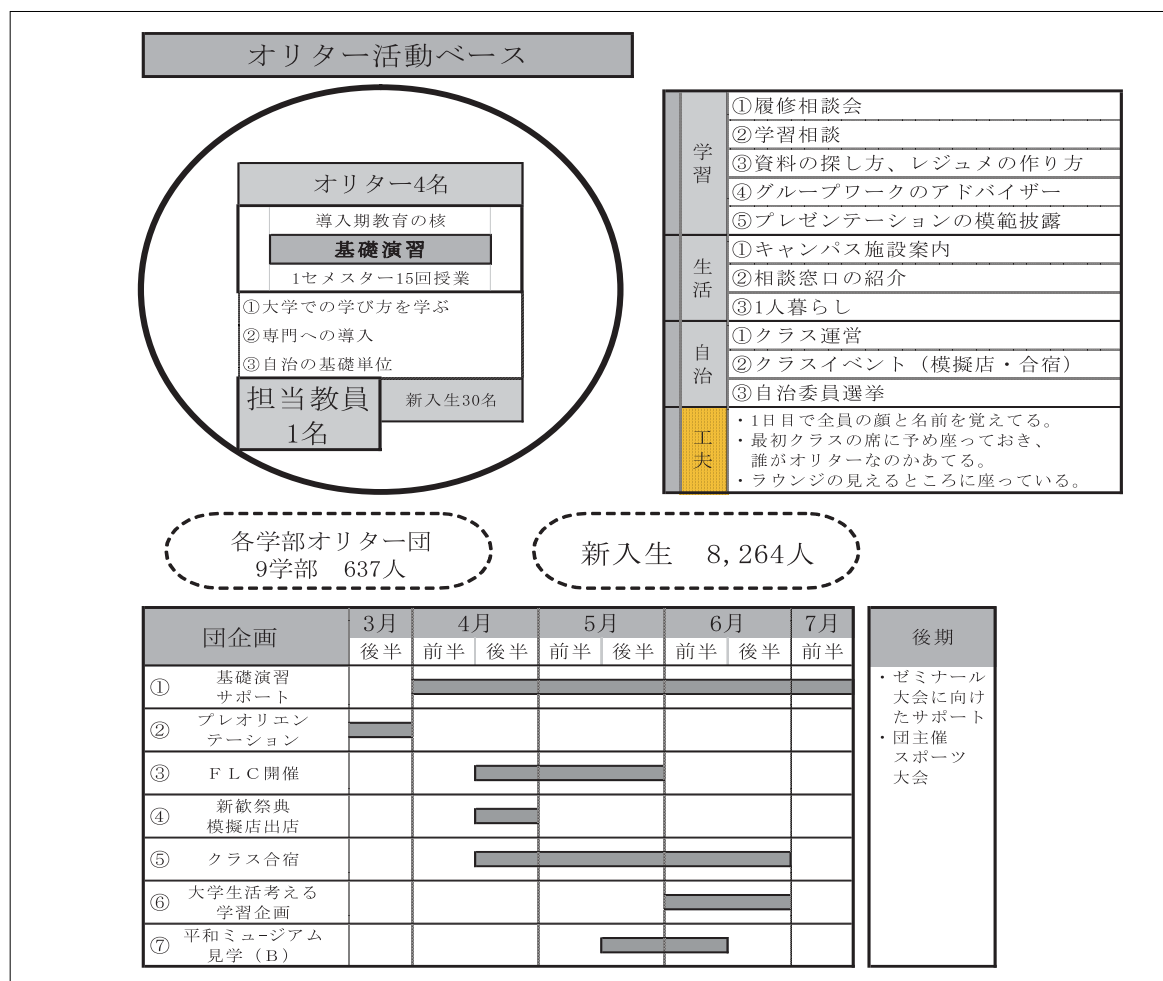 オリター活動ベース
オリター4名
導入期教育の核
基礎演習
1セメスター15回授業
①大学での学び方を学ぶ
②専門への導入
③自治の基礎単位
担当教員
1名
新入生30名
学習
①履修相談会
②学習相談
③資料の探し方、レジュメの作り方
④グループワークのアドバイザー
⑤プレゼンテーションの模範披露
生活
①キャンパス施設案内
②相談窓口の紹介
③1人暮らし
自治
①クラス運営
②クラスイベント（模擬店・合宿）
③自治委員選挙
工夫
・1日目で全員の顔と名前を覚えてる。
・最初クラスの席に予め座っておき、
誰がオリターなのかあてる。
・ラウンジの見えるところに座っている。
各学部オリター団
9学部　637人
新入生　8,264人
団企画 3月 4月 5月 6月 7月
後半 前半 後半 前半 後半 前半 後半 前半
① 基礎演習
サポート
② プレオリエン
テーション
③ ＦＬＣ開催
④ 新歓祭典
模擬店出店
⑤ クラス合宿
⑥ 大学生活考える
学習企画
⑦ 平和ミュージアム
見学（Ｂ）
後期
・ゼミナール
大会に向け
たサポート
・団主催
スポーツ
大会